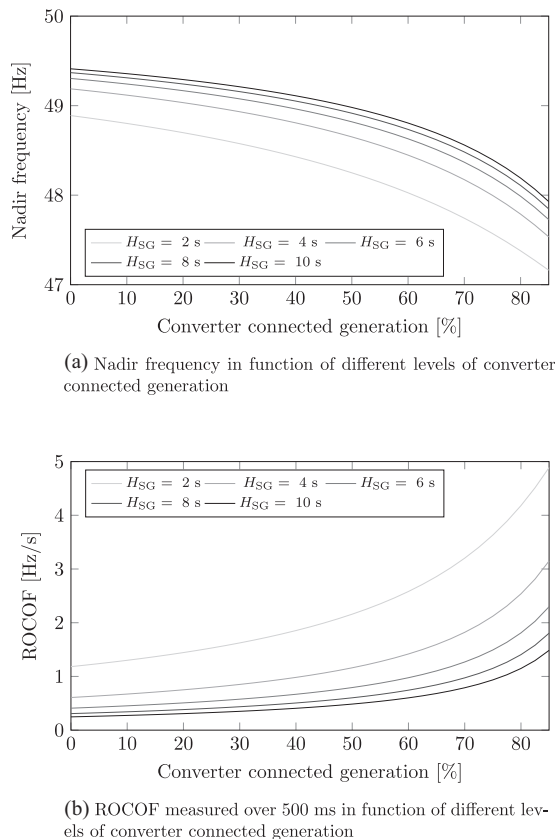 50
49
48
47
Nadir frequency [Hz]
H_SG = 2 s H_SG = 4 s H_SG = 6 s
H_SG = 8 s H_SG = 10 s
0 10 20 30 40 50 60 70 80
Converter connected generation [%]
(a) Nadir frequency in function of different levels of converter
connected generation
5
4
3
2
1
0
ROCOF [Hz/s]
H_SG = 2 s H_SG = 4 s H_SG = 6 s
H_SG = 8 s H_SG = 10 s
0 10 20 30 40 50 60 70 80
Converter connected generation [%]
(b) ROCOF measured over 500 ms in function of different lev-
els of converter connected generation